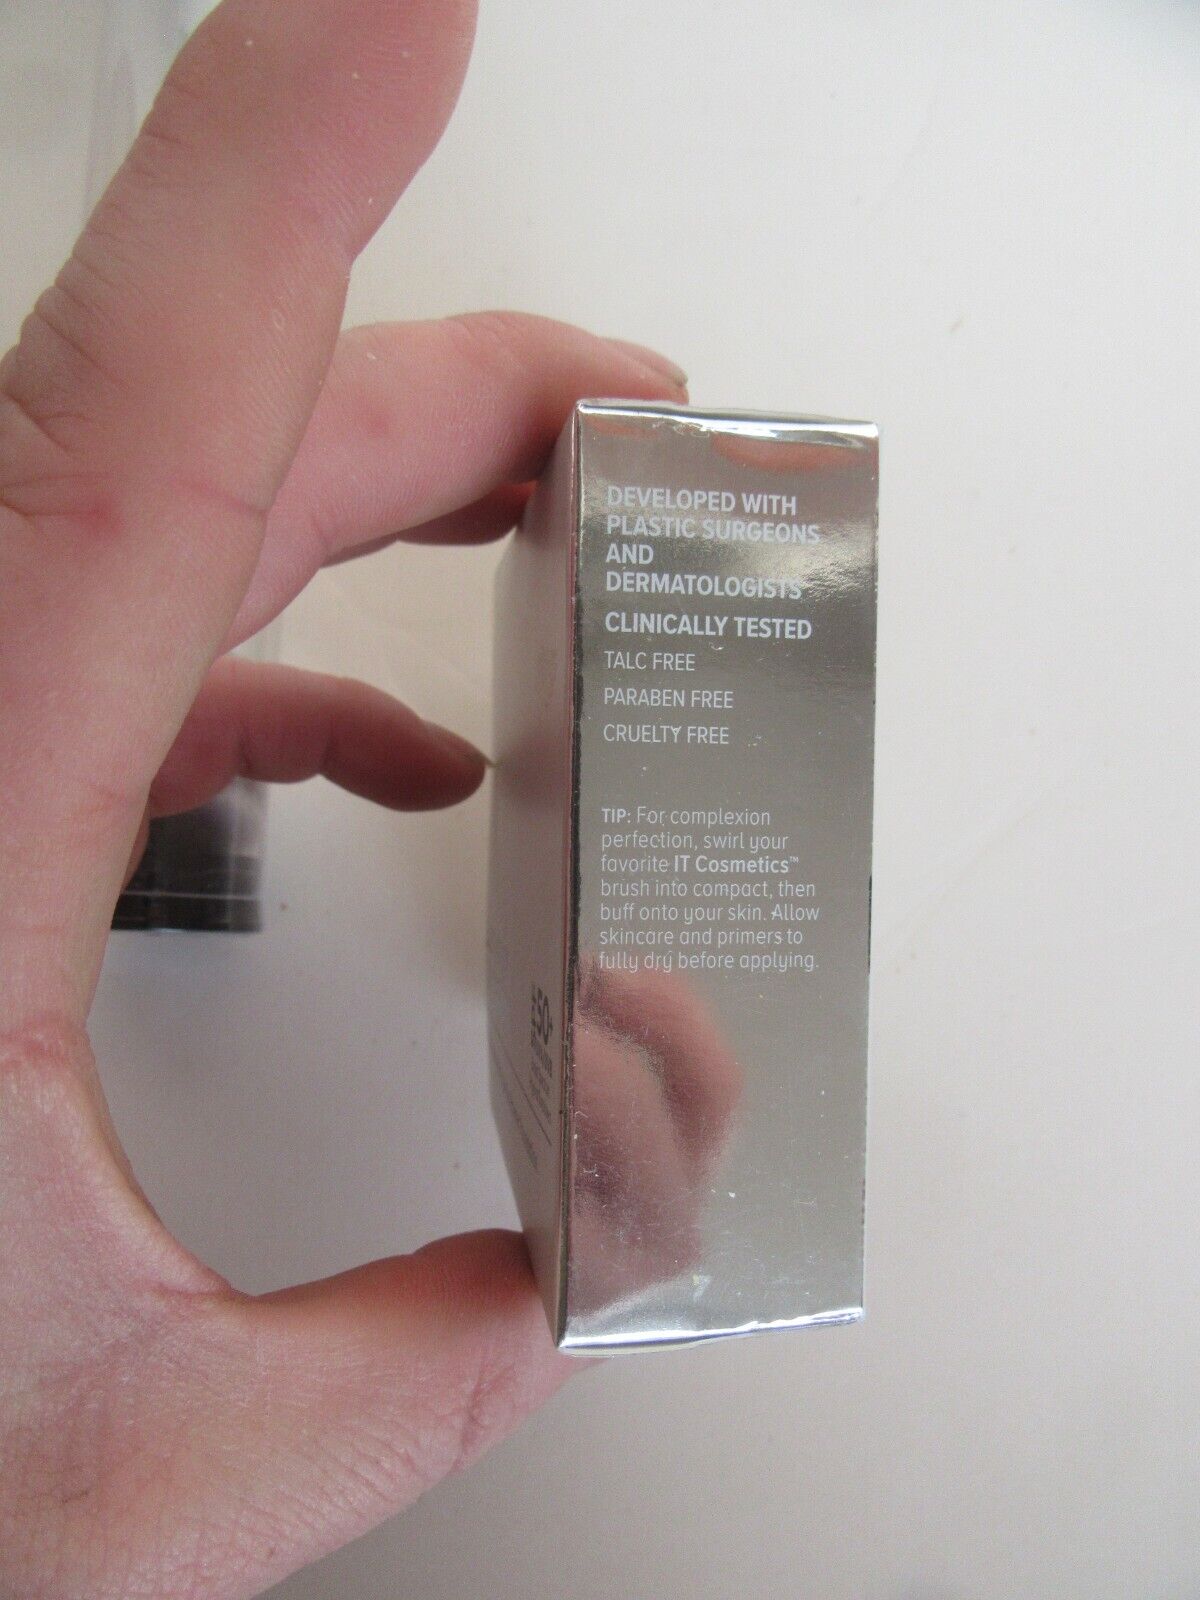 DEVELOPED WITH
PLASTIC SURGEONS
AND
DERMATOLOGISTS
CLINICALLY TESTED
TALC FREE
PARABEN FREE
CRUELTY FREE
TIP: For complexion
perfection, swirl your
favorite IT Cosmetics™
brush into compact, then
buff onto your skin. Allow
skincare and primers to
fully dry before applying.
50+